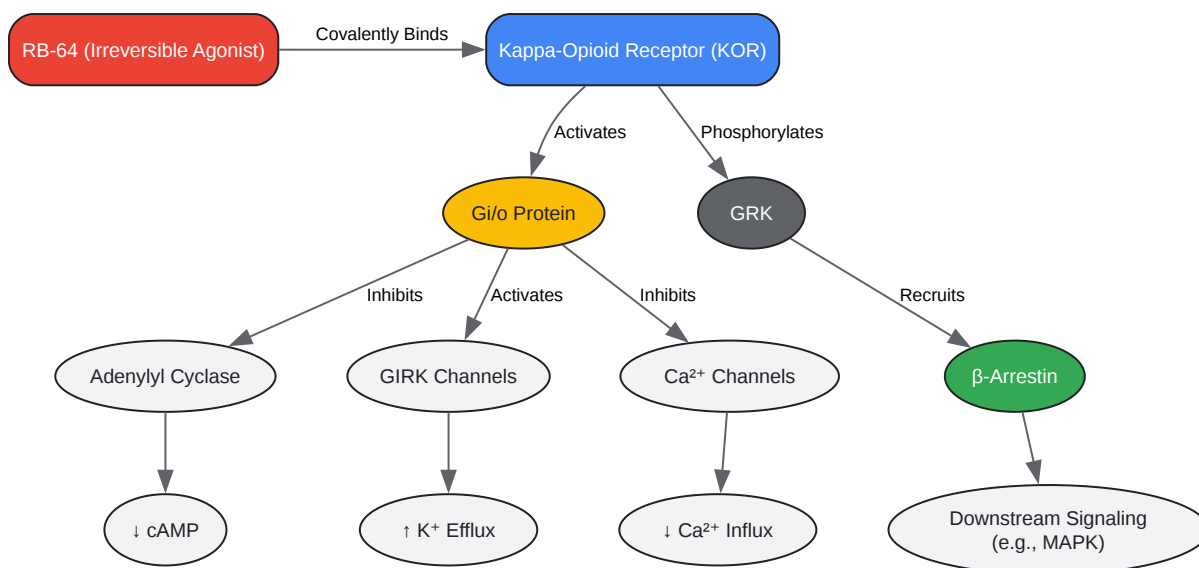 RB-64 (Irreversible Agonist)
Covalently Binds
Kappa-Opioid Receptor (KOR)
Activates
Phosphorylates
Gi/o Protein
GRK
Inhibits
Activates
Inhibits
Recruits
Adenylyl Cyclase
GIRK Channels
Ca²⁺ Channels
β-Arrestin
↓ cAMP
↑ K⁺ Efflux
↓ Ca²⁺ Influx
Downstream Signaling
(e.g., MAPK)